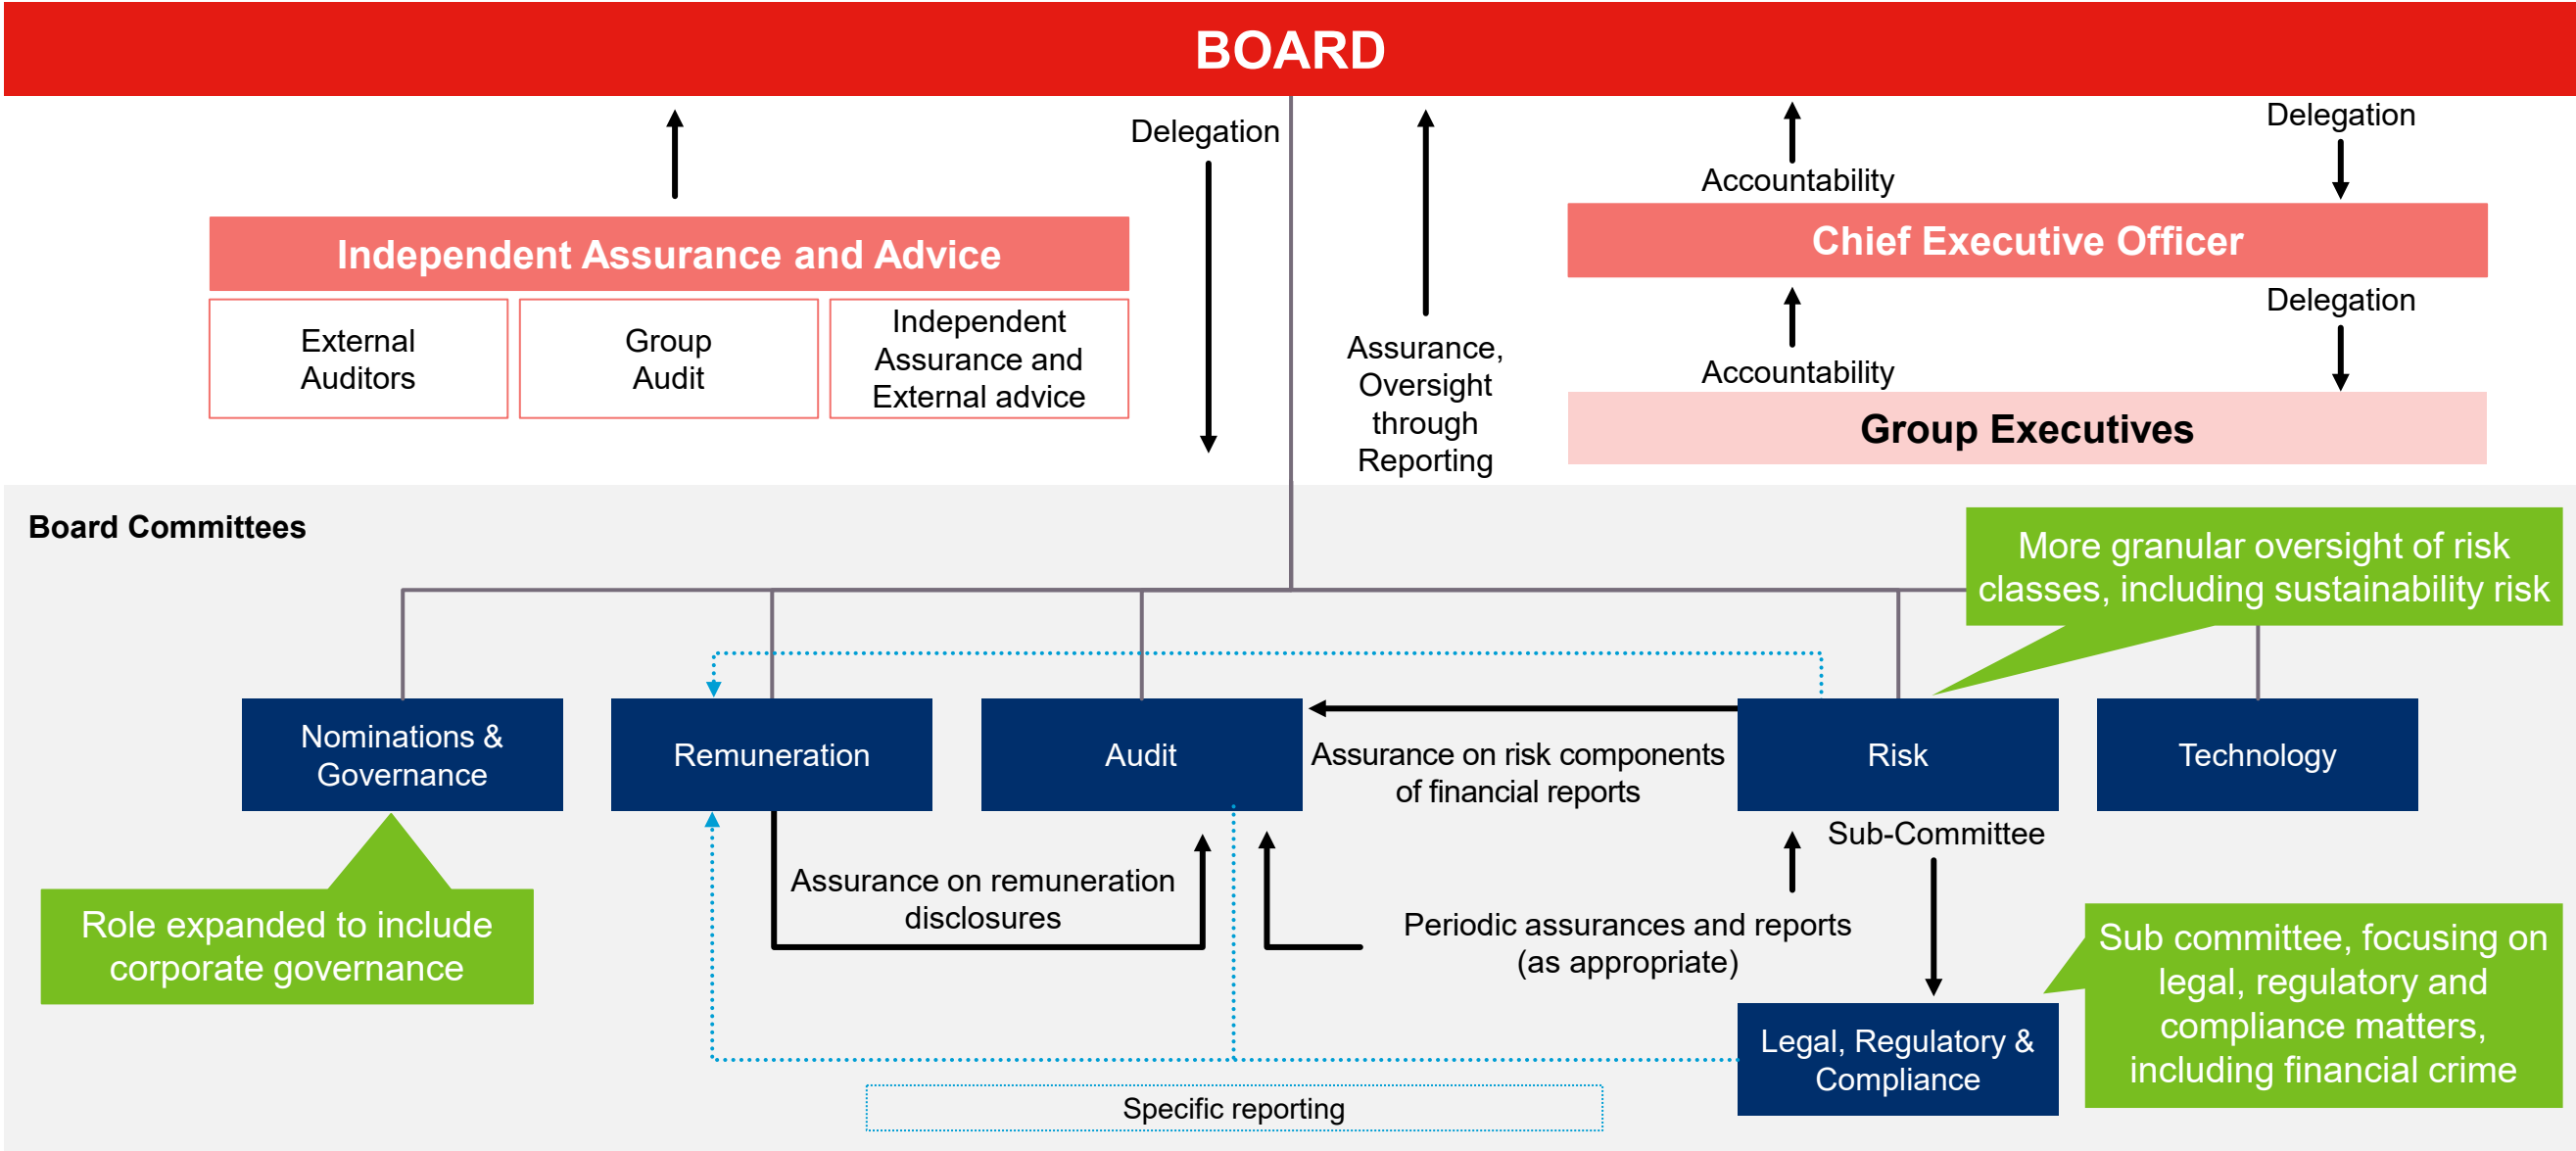 BOARD
Delegation
Accountability
Delegation
Independent Assurance and Advice
External
Auditors
Group
Audit
Independent
Assurance and
External advice
Assurance,
Oversight
through
Reporting
Chief Executive Officer
Accountability
Delegation
Group Executives
Board Committees
More granular oversight of risk
classes, including sustainability risk
Nominations &
Governance
Remuneration
Audit
Assurance on risk components
of financial reports
Risk
Technology
Sub-Committee
Role expanded to include
corporate governance
Assurance on remuneration
disclosures
Periodic assurances and reports
(as appropriate)
Sub committee, focusing on
legal, regulatory and
compliance matters,
including financial crime
Legal, Regulatory &
Compliance
Specific reporting